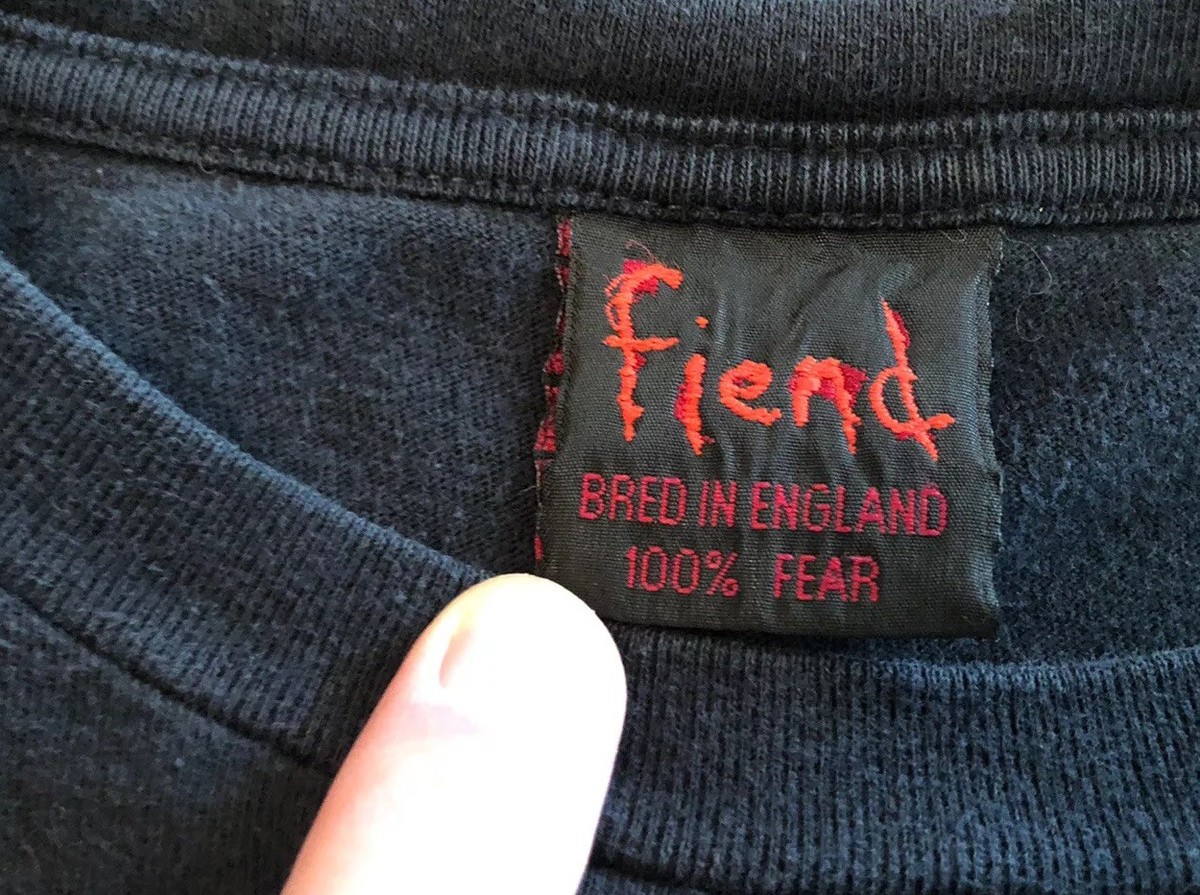 fiend
BRED IN ENGLAND
100% FEAR